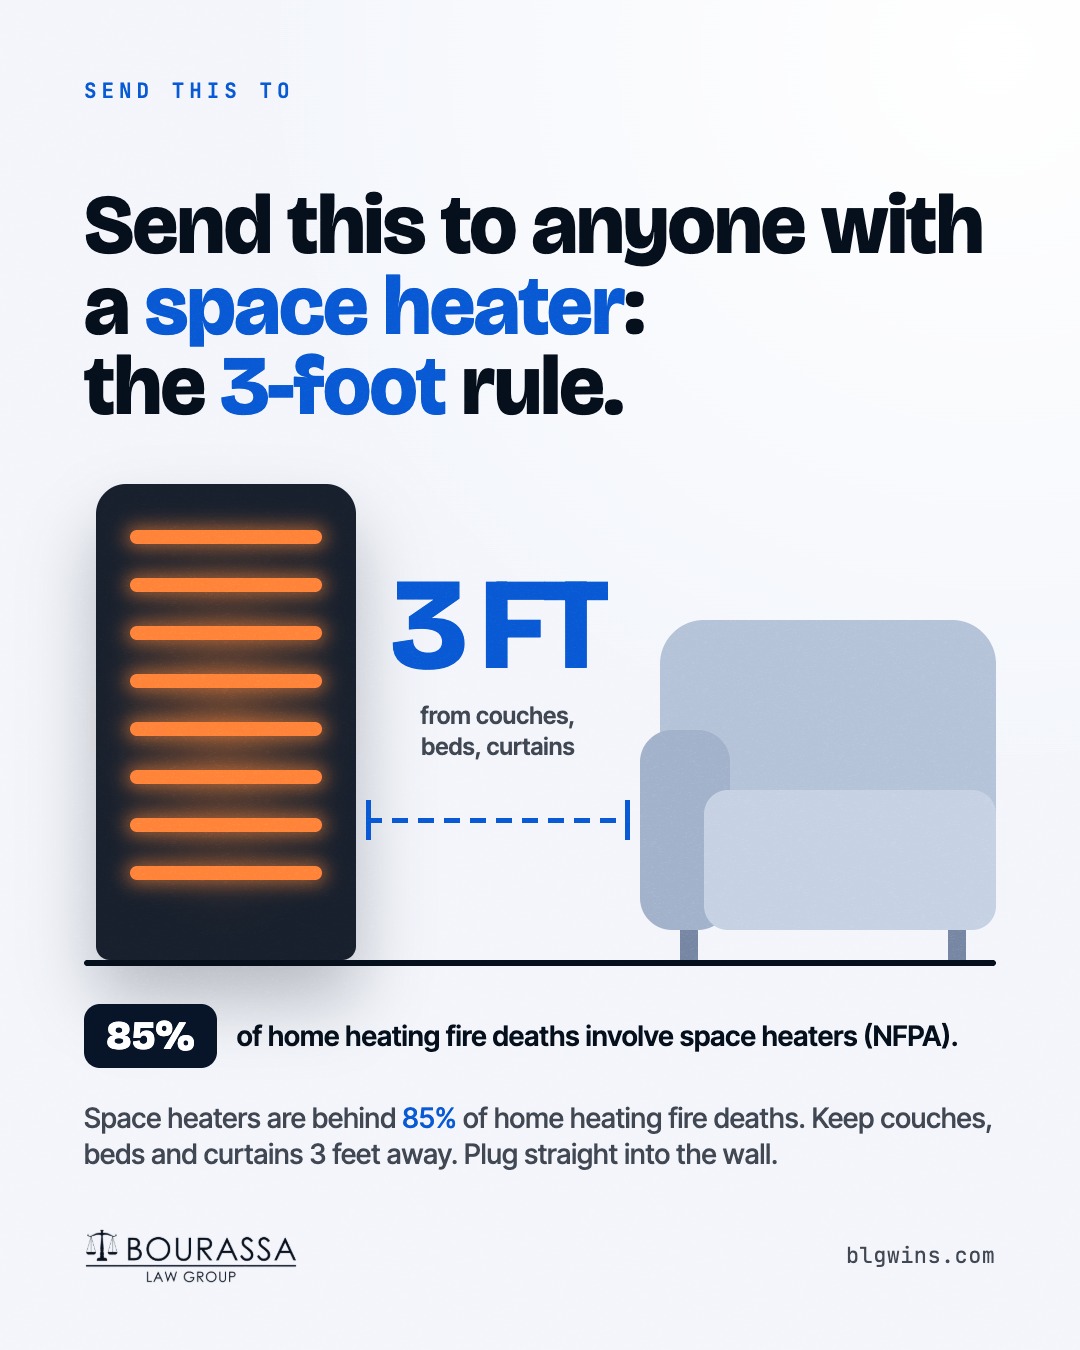 SEND THIS TO
Send this to anyone with
a space heater:
the 3-foot rule.
3 FT
from couches,
beds, curtains
85% of home heating fire deaths involve space heaters (NFPA).
Space heaters are behind 85% of home heating fire deaths. Keep couches,
beds and curtains 3 feet away. Plug straight into the wall.
BOURASSA
LAW GROUP
blgwins.com